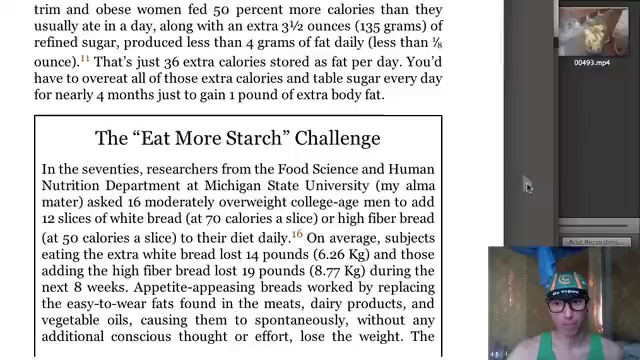 trim and obese women fed 50 percent more calories than they
usually ate in a day, along with an extra 3½ ounces (135 grams) of
refined sugar, produced less than 4 grams of fat daily (less than ⅛
ounce).11 That's just 36 extra calories stored as fat per day. You'd
have to overeat all of those extra calories and table sugar every day
for nearly 4 months just to gain 1 pound of extra body fat.
The “Eat More Starch” Challenge
In the seventies, researchers from the Food Science and Human
Nutrition Department at Michigan State University (my alma
mater) asked 16 moderately overweight college-age men to add
12 slices of white bread (at 70 calories a slice) or high fiber bread
(at 50 calories a slice) to their diet daily.16 On average, subjects
eating the extra white bread lost 14 pounds (6.26 Kg) and those
adding the high fiber bread lost 19 pounds (8.77 Kg) during the
next 8 weeks. Appetite-appeasing breads worked by replacing
the easy-to-wear fats found in the meats, dairy products, and
vegetable oils, causing them to spontaneously, without any
additional conscious thought or effort, lose the weight. The
00493.mp4
Add Recording...